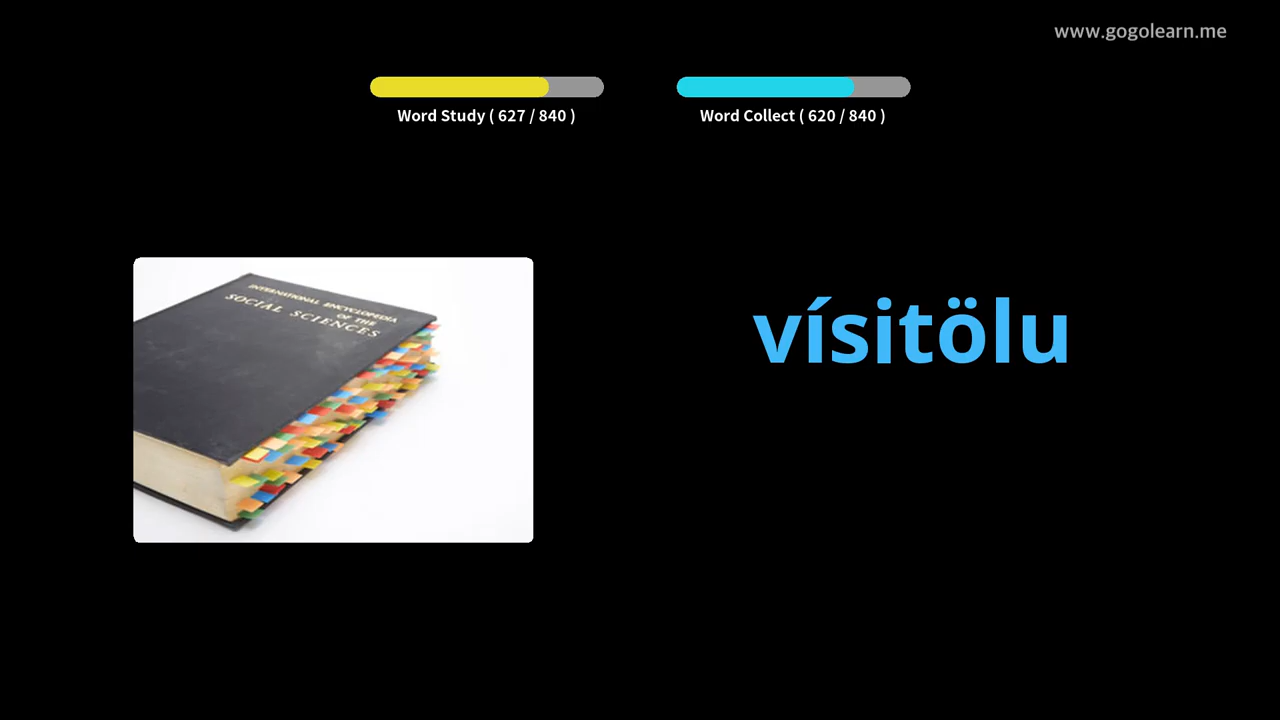 www.gogolearn.me
Word Study ( 627 / 840 )
Word Collect ( 620 / 840 )
INTERNATIONAL ENCYCLOPEDIA
OF THE
SOCIAL SCIENCES
vísitölu